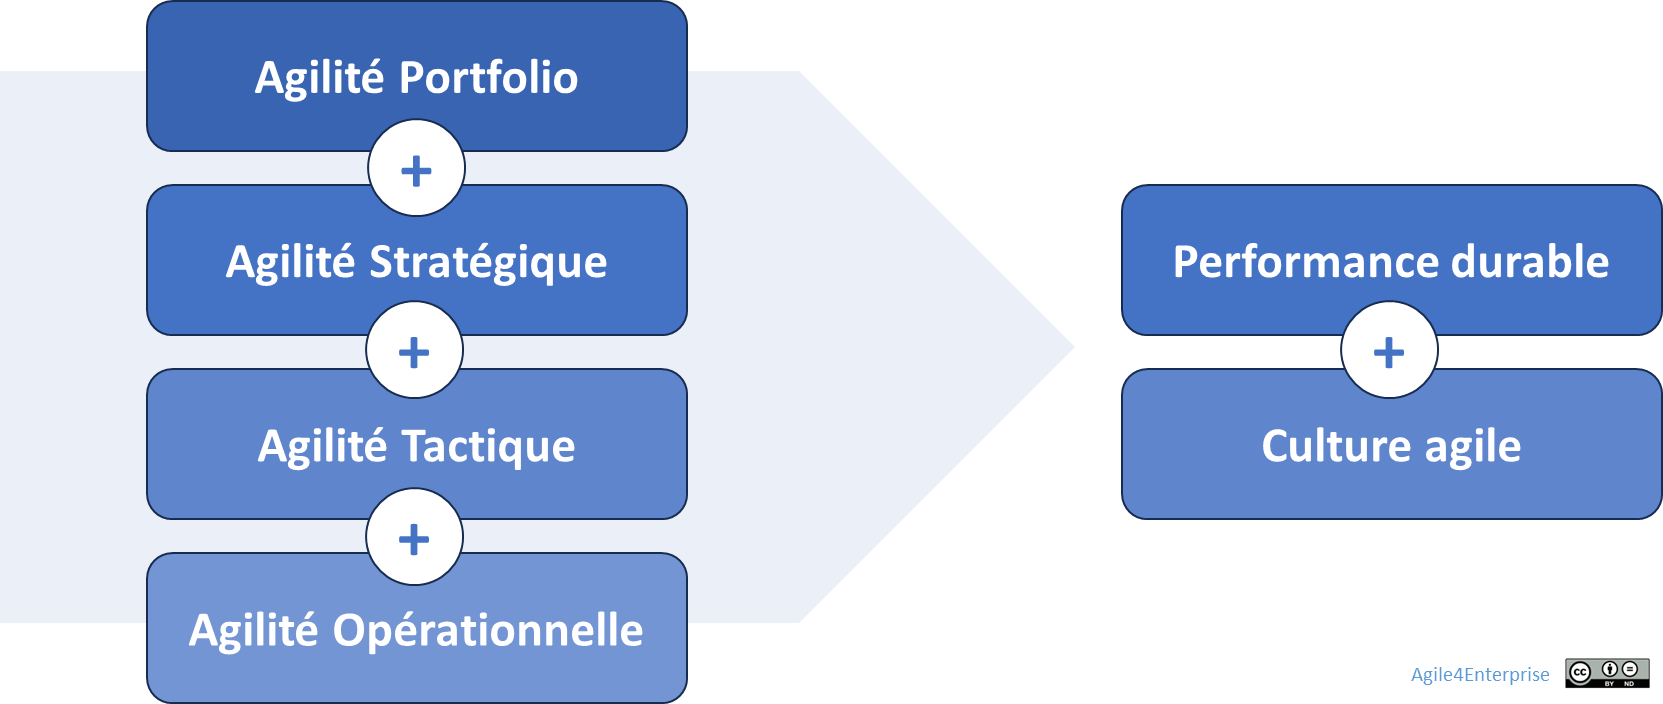 Agilité Portfolio
+
Agilité Stratégique
+
Agilité Tactique
+
Agilité Opérationnelle
Performance durable
+
Culture agile
Agile4Enterprise
cc
BY ND